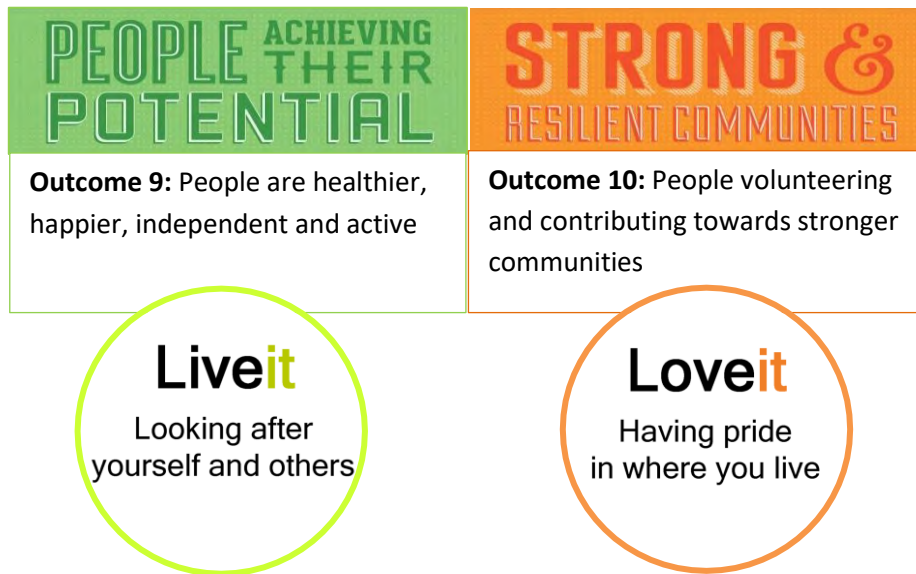 PEOPLE ACHIEVING
THEIR
POTENTIAL
Outcome 9: People are healthier,
happier, independent and active
Liveit
Looking after
yourself and others
STRONG &
RESILIENT COMMUNITIES
Outcome 10: People volunteering
and contributing towards stronger
communities
Loveit
Having pride
in where you live